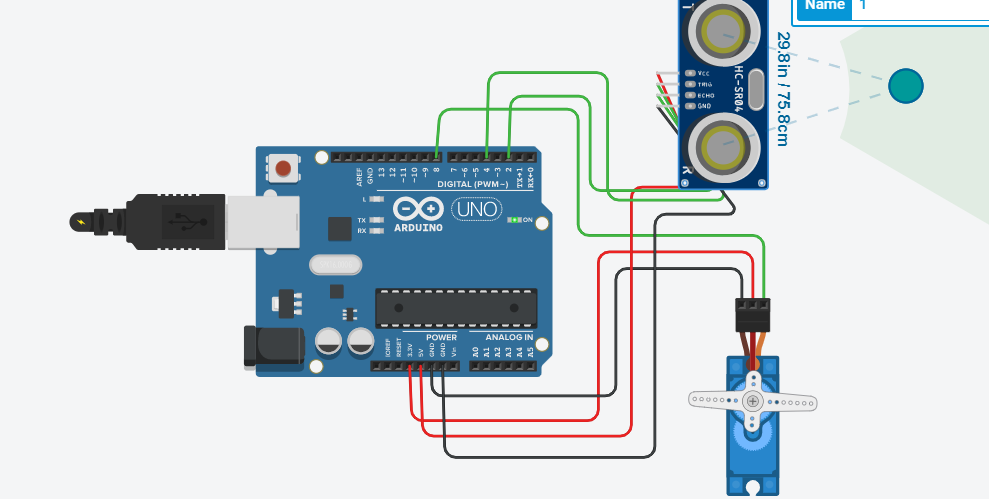 Name 1
29.8in / 75.8cm
HC-SR04
VCC
TRIG
ECHO
GND
T
R
AREF
GND
13
12
~11
~10
~9
8
7
~6
~5
4
~3
2
TX→1
RX←0
DIGITAL (PWM~)
L
TX
RX
UNO
ON
ARDUINO
POWER
ANALOG IN
IOREF
RESET
3.3V
5V
GND
GND
Vin
A0
A1
A2
A3
A4
A5